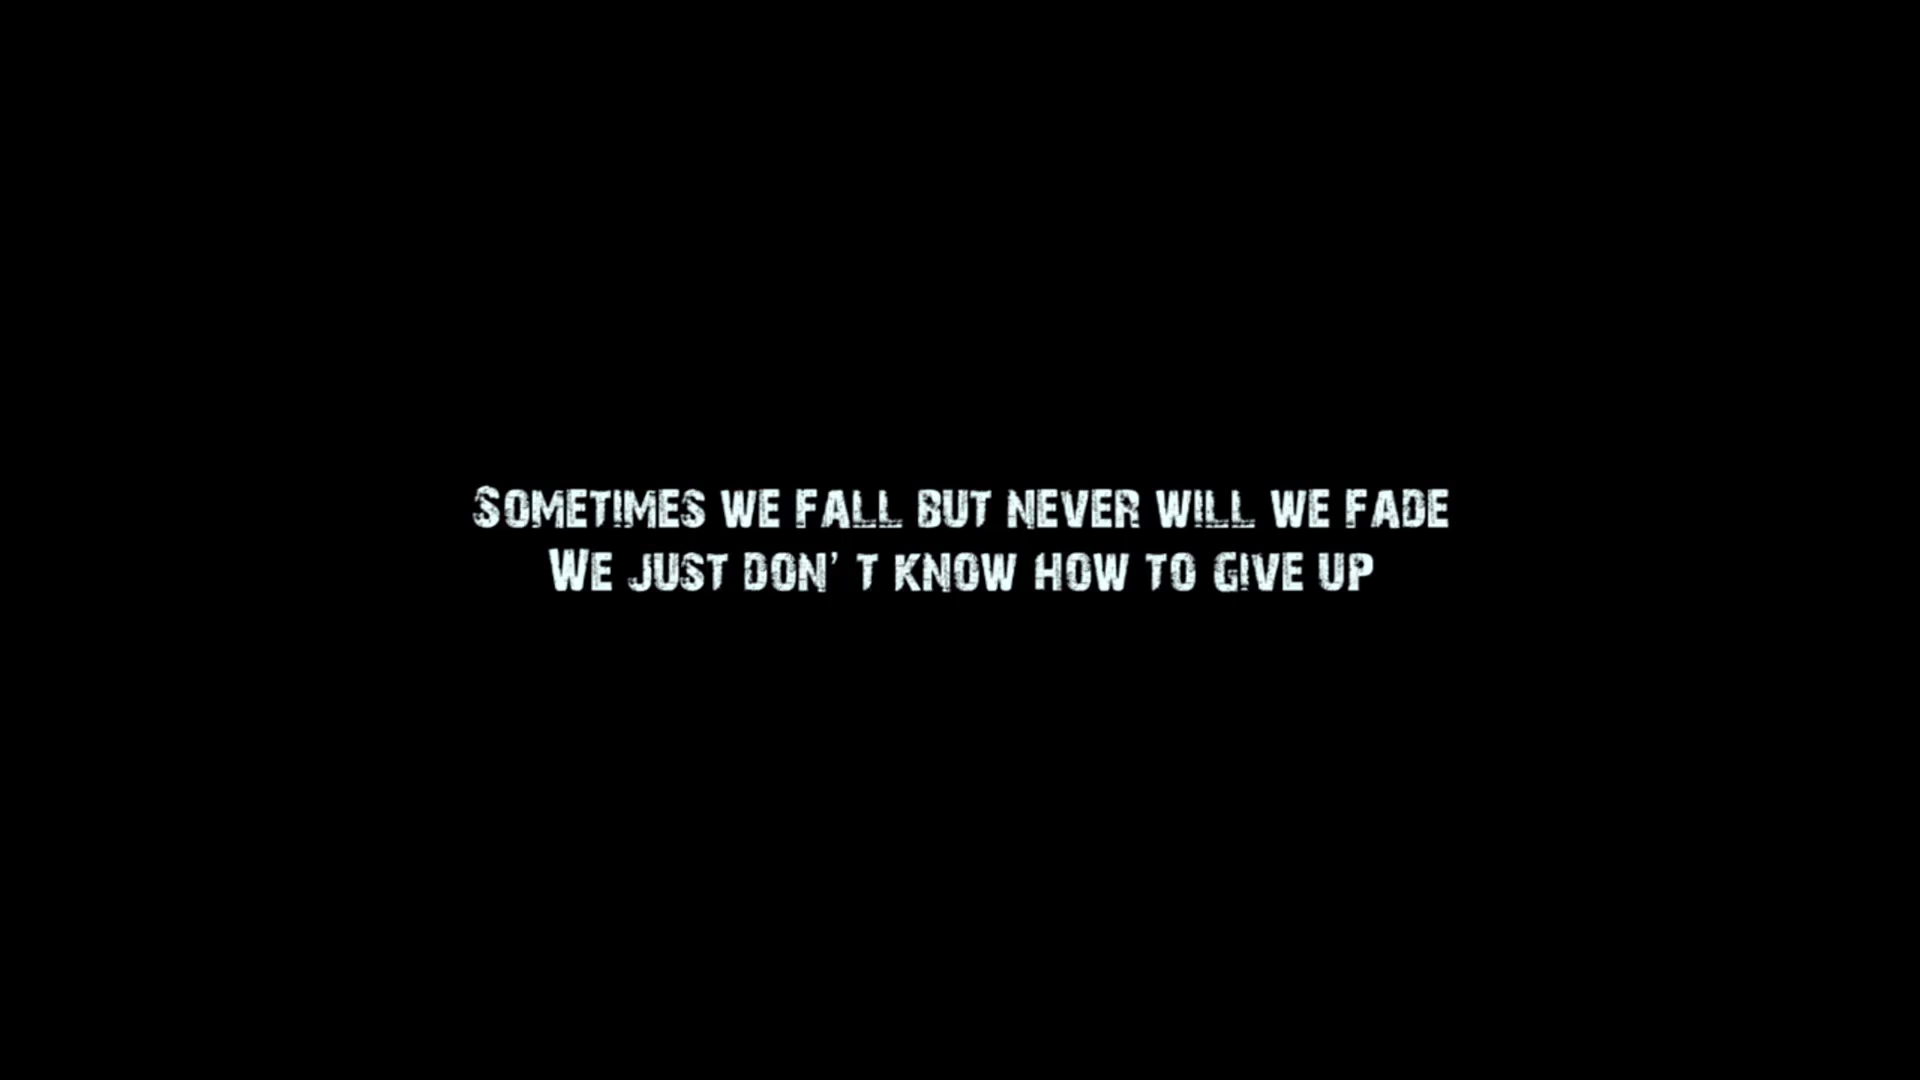 Sometimes we fall but never will we fade
We just don’ t know how to give up